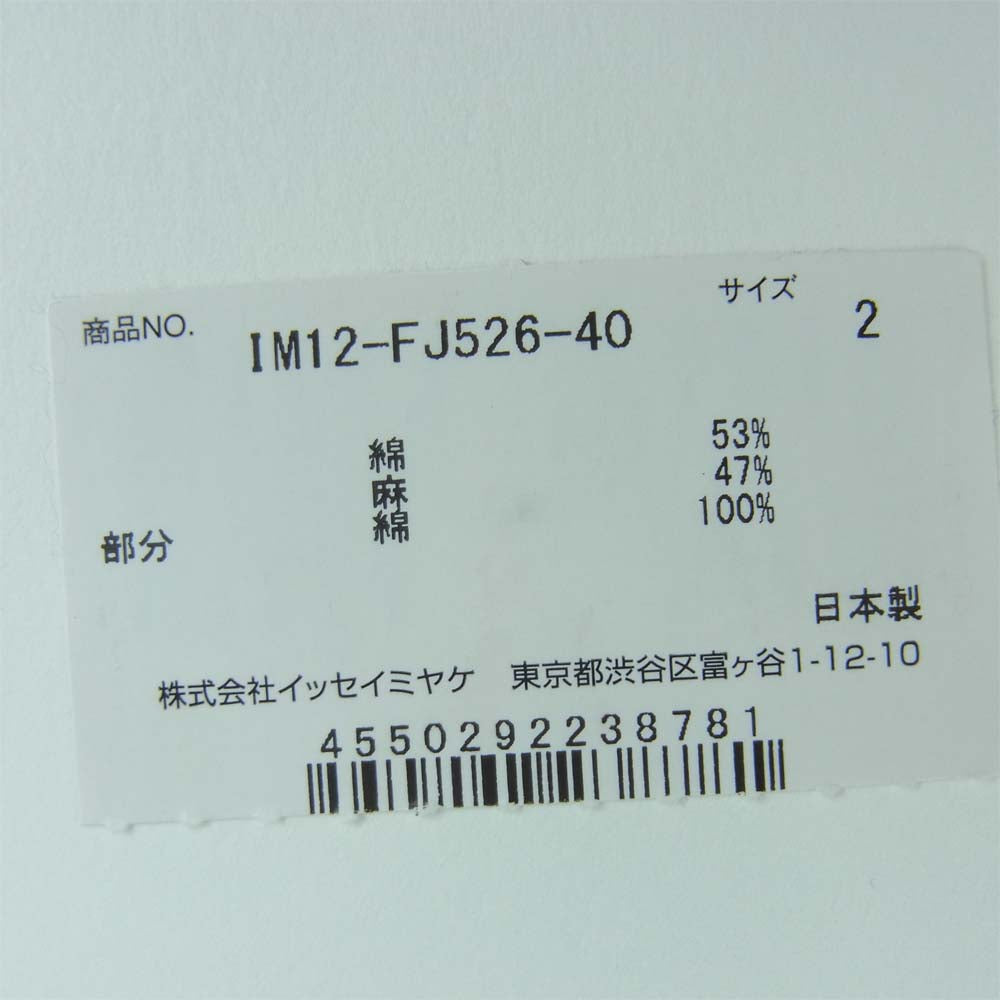 商品NO. IM12-FJ526-40 サイズ 2
綿 53%
麻 47%
部分 綿 100%
日本製
株式会社イッセイミヤケ 東京都渋谷区富ヶ谷1-12-10
4550292238781